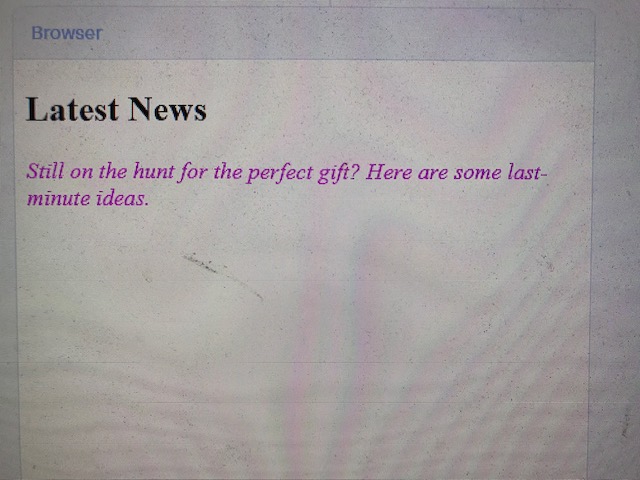 Browser
Latest News
Still on the hunt for the perfect gift? Here are some last-
minute ideas.